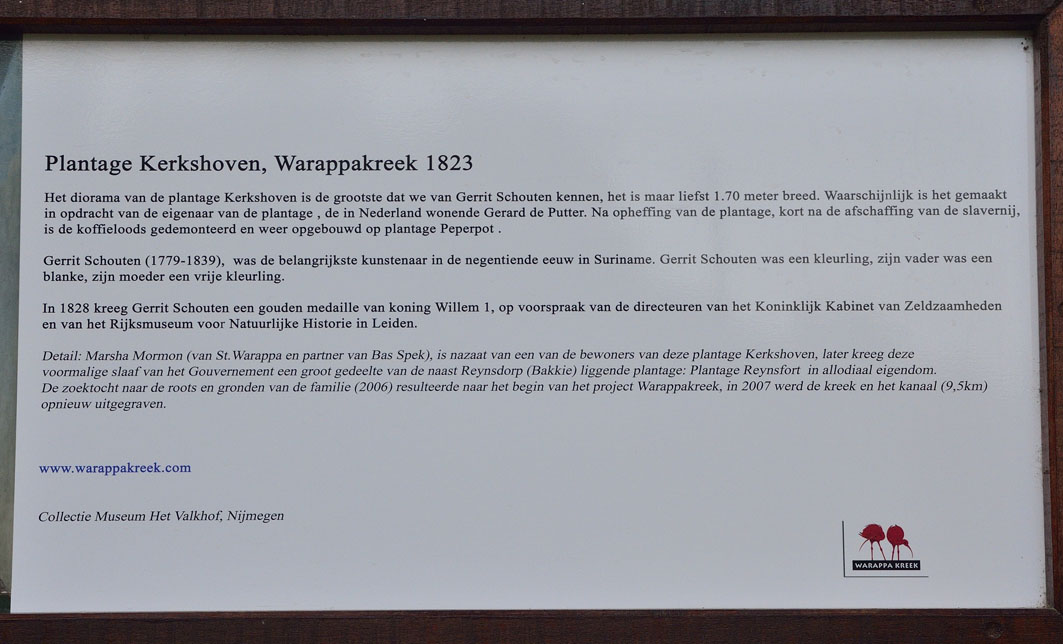 Plantage Kerkshoven, Warappakreek 1823
Het diorama van de plantage Kerkshoven is de grootste dat we van Gerrit Schouten kennen, het is maar liefst 1.70 meter breed. Waarschijnlijk is het gemaakt
in opdracht van de eigenaar van de plantage , de in Nederland wonende Gerard de Putter. Na opheffing van de plantage, kort na de afschaffing van de slavernij,
is de koffieloods gedemonteerd en weer opgebouwd op plantage Peperpot .
Gerrit Schouten (1779-1839), was de belangrijkste kunstenaar in de negentiende eeuw in Suriname. Gerrit Schouten was een kleurling, zijn vader was een
blanke, zijn moeder een vrije kleurling.
In 1828 kreeg Gerrit Schouten een gouden medaille van koning Willem 1, op voorspraak van de directeuren van het Koninklijk Kabinet van Zeldzaamheden
en van het Rijksmuseum voor Natuurlijke Historie in Leiden.
Detail: Marsha Mormon (van St.Warappa en partner van Bas Spek), is nazaat van een van de bewoners van deze plantage Kerkshoven, later kreeg deze
voormalige slaaf van het Gouvernement een groot gedeelte van de naast Reynsdorp (Bakkie) liggende plantage: Plantage Reynsfort in allodiaal eigendom.
De zoektocht naar de roots en gronden van de familie (2006) resulteerde naar het begin van het project Warappakreek, in 2007 werd de kreek en het kanaal (9,5km)
opnieuw uitgegraven.
www.warappakreek.com
Collectie Museum Het Valkhof, Nijmegen
WARAPPA KREEK